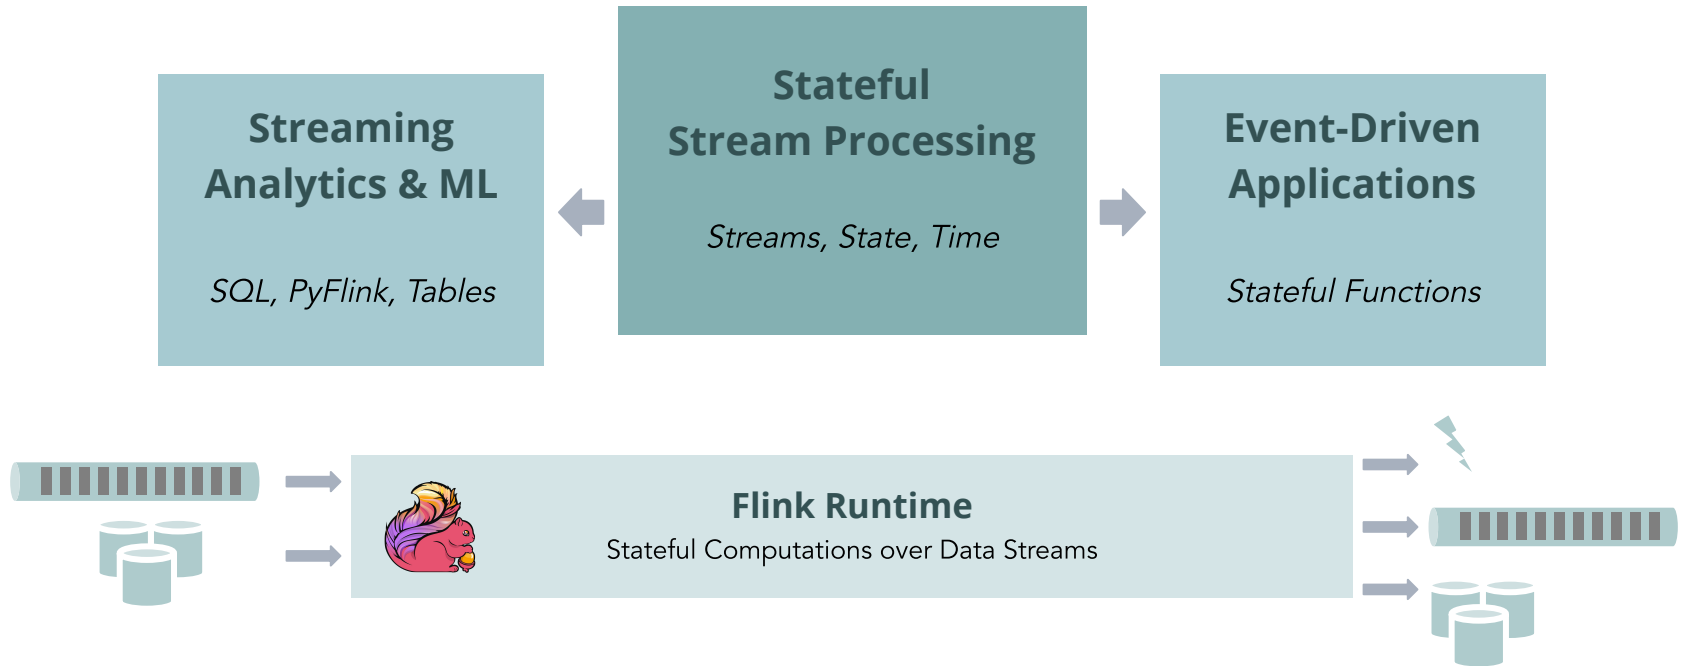 Streaming
Analytics & ML
SQL, PyFlink, Tables
Stateful
Stream Processing
Streams, State, Time
Event-Driven
Applications
Stateful Functions
Flink Runtime
Stateful Computations over Data Streams